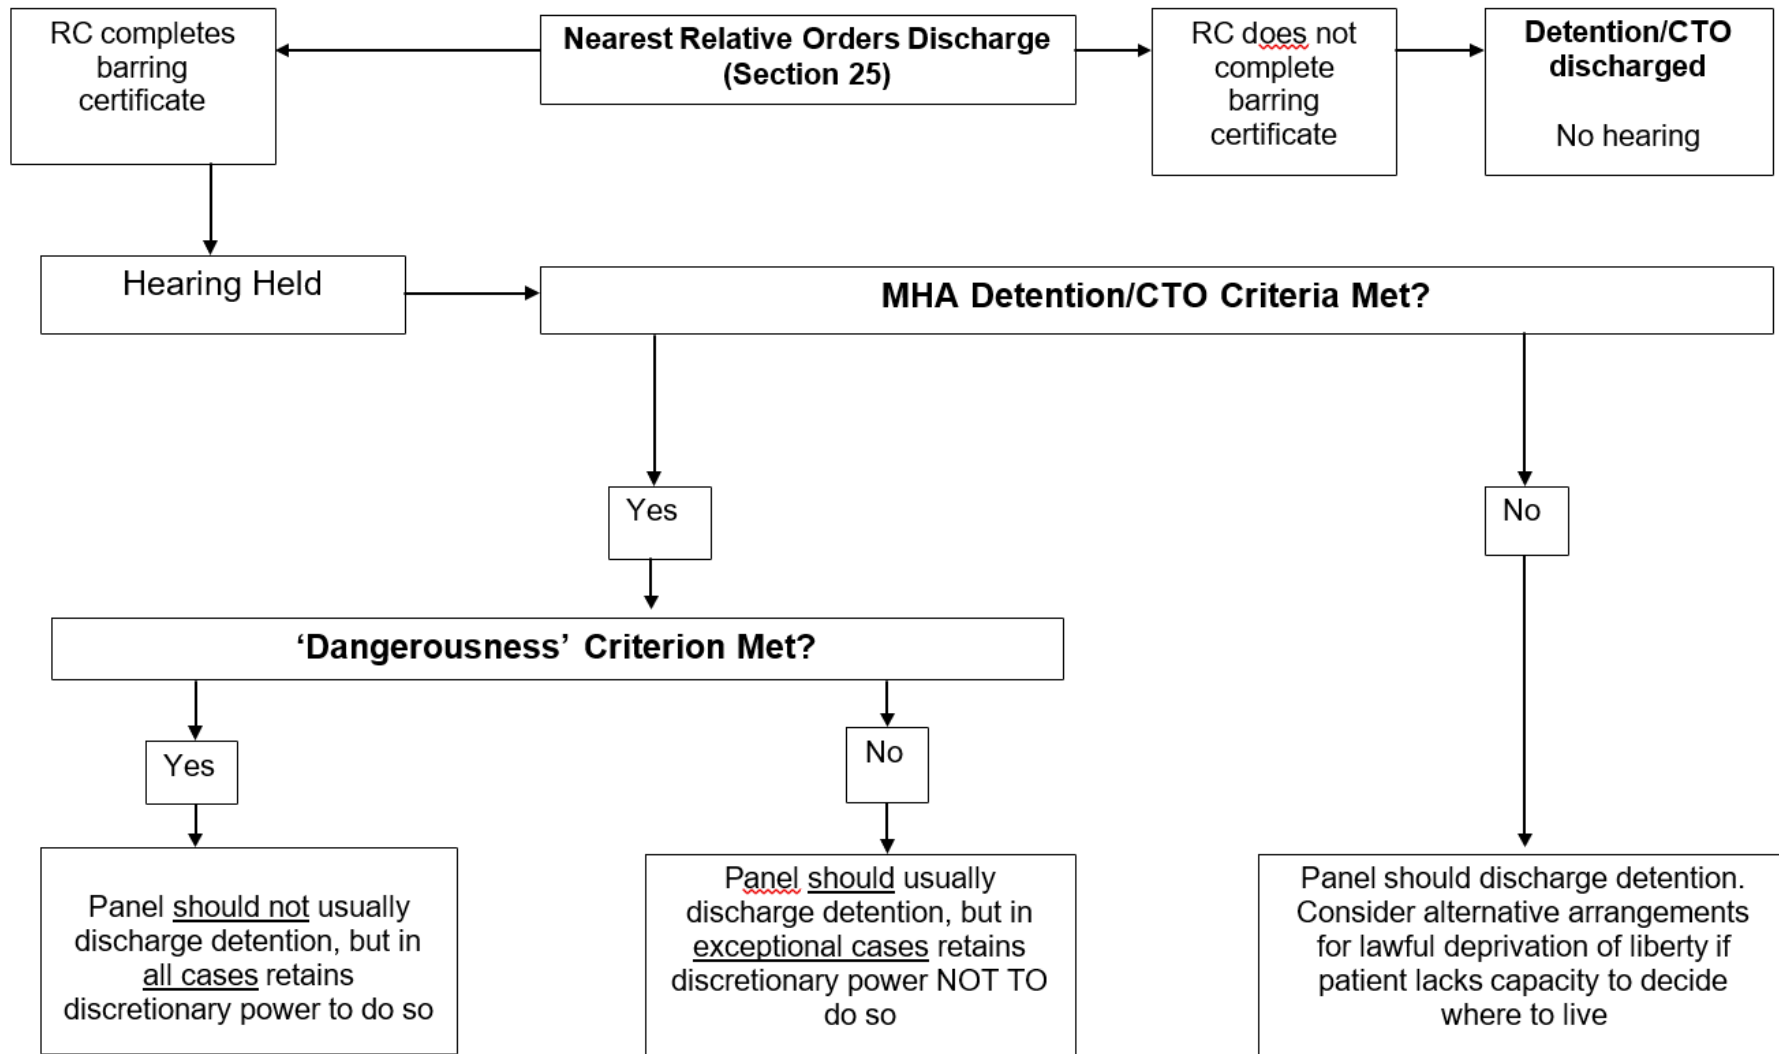 RC completes
barring
certificate
Nearest Relative Orders Discharge
(Section 25)
RC does not
complete
barring
certificate
Detention/CTO
discharged
No hearing
Hearing Held
MHA Detention/CTO Criteria Met?
Yes
No
‘Dangerousness’ Criterion Met?
Yes
No
Panel should not usually
discharge detention, but in
all cases retains
discretionary power to do so
Panel should usually
discharge detention, but in
exceptional cases retains
discretionary power NOT TO
do so
Panel should discharge detention.
Consider alternative arrangements
for lawful deprivation of liberty if
patient lacks capacity to decide
where to live